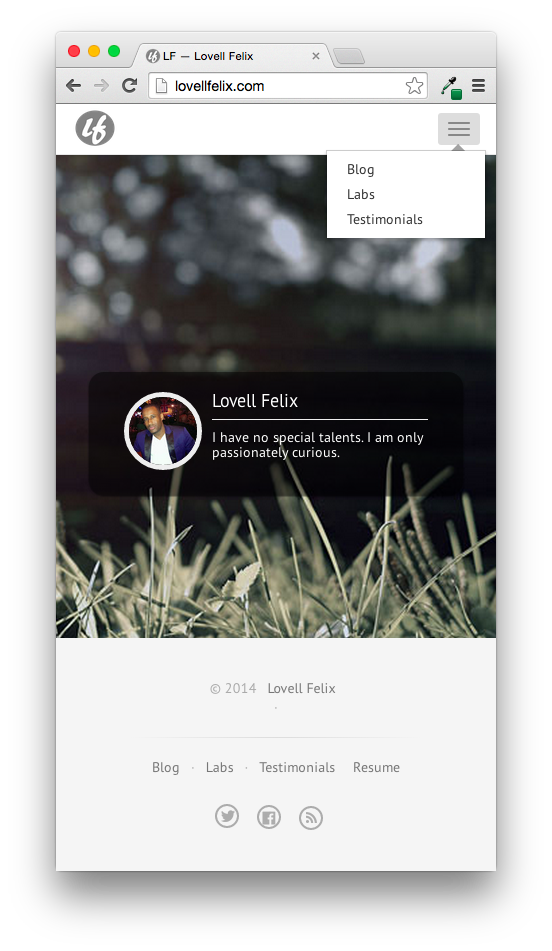 LF — Lovell Felix
lovellfelix.com
lf
Blog
Labs
Testimonials
Lovell Felix
I have no special talents. I am only
passionately curious.
© 2014 Lovell Felix
·
Blog · Labs · Testimonials Resume